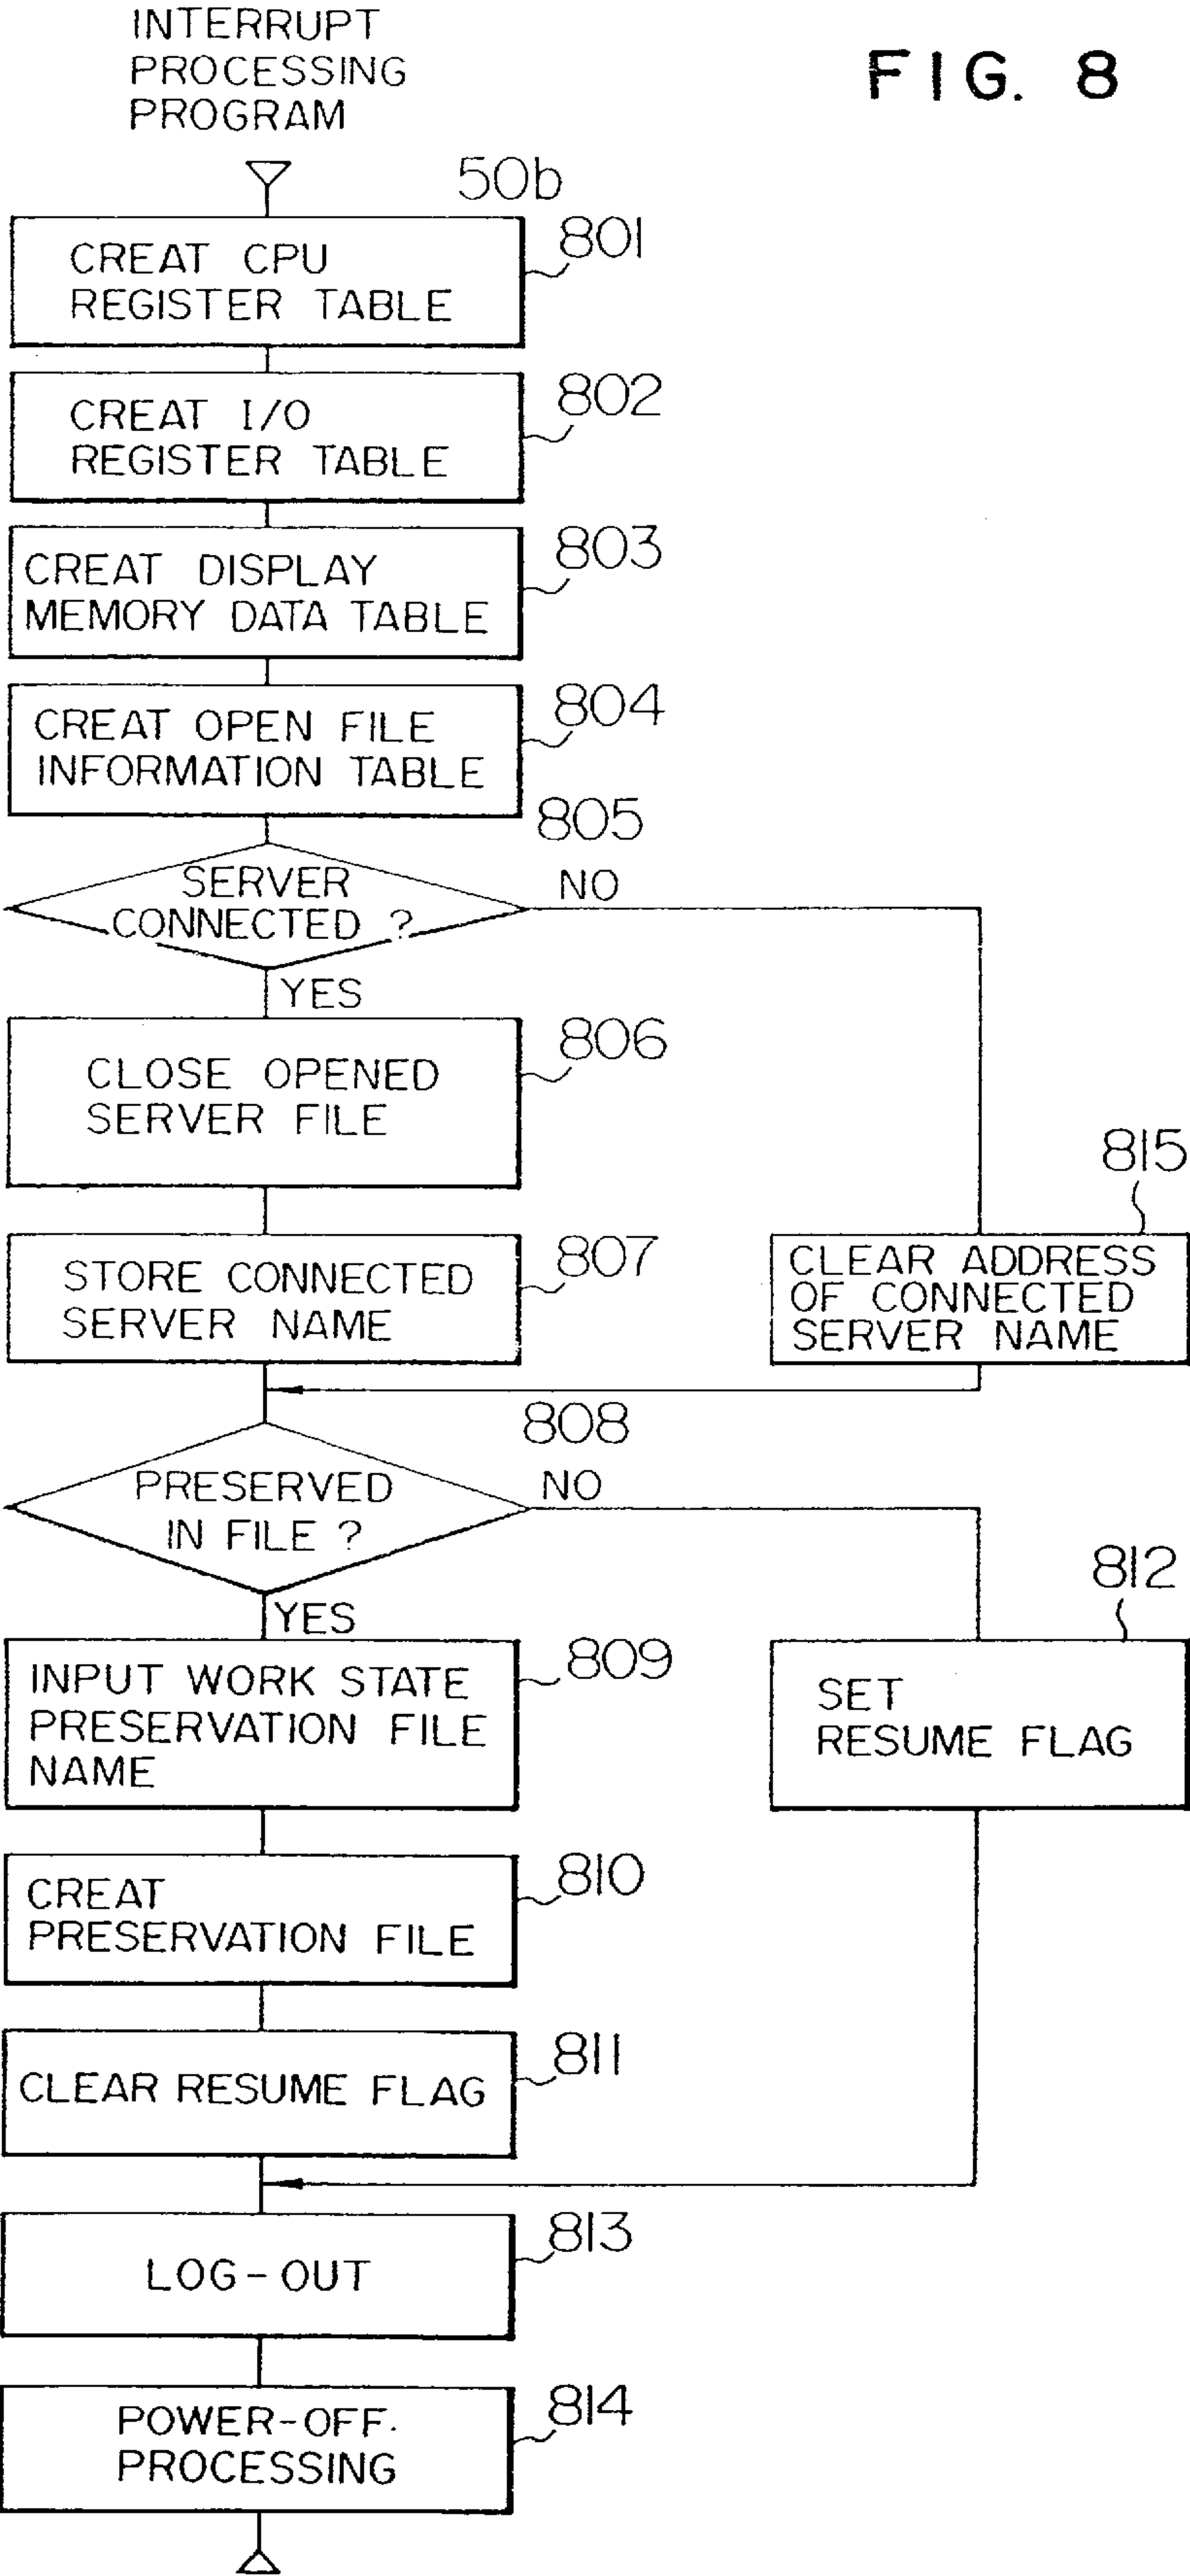 INTERRUPT
PROCESSING
PROGRAM
FIG. 8
50b
CREAT CPU
REGISTER TABLE
801
CREAT I/O
REGISTER TABLE
802
CREAT DISPLAY
MEMORY DATA TABLE
803
CREAT OPEN FILE
INFORMATION TABLE
804
805
SERVER
CONNECTED ?
NO
YES
CLOSE OPENED
SERVER FILE
806
STORE CONNECTED
SERVER NAME
807
815
CLEAR ADDRESS
OF CONNECTED
SERVER NAME
808
PRESERVED
IN FILE ?
NO
YES
INPUT WORK STATE
PRESERVATION FILE
NAME
809
812
SET
RESUME FLAG
CREAT
PRESERVATION FILE
810
CLEAR RESUME FLAG
811
LOG-OUT
813
POWER-OFF
PROCESSING
814